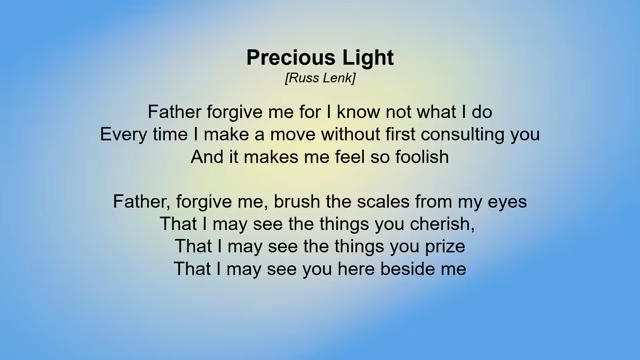 Precious Light
[Russ Lenk]
Father forgive me for I know not what I do
Every time I make a move without first consulting you
And it makes me feel so foolish
Father, forgive me, brush the scales from my eyes
That I may see the things you cherish,
That I may see the things you prize
That I may see you here beside me